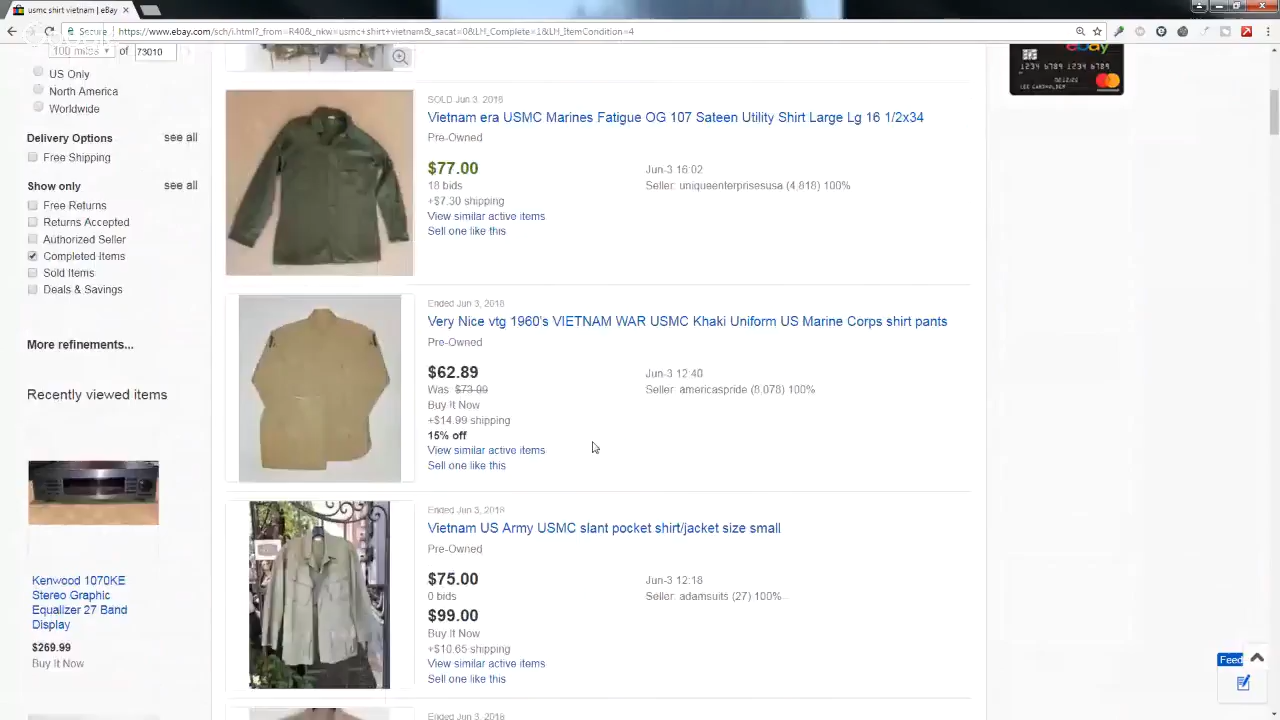 usmc shirt vietnam | eBay
Secure
https://www.ebay.com/sch/i.html?_from=R40&_nkw=usmc+shirt+vietnam&_sacat=0&LH_Complete=1&LH_ItemCondition=4
100 miles of 73010
US Only
North America
Worldwide
Delivery Options see all
Free Shipping
Show only see all
Free Returns
Returns Accepted
Authorized Seller
Completed Items
Sold Items
Deals & Savings
More refinements...
Recently viewed items
Kenwood 1070KE
Stereo Graphic
Equalizer 27 Band
Display
$269.99
Buy It Now
SOLD Jun 3, 2018
Vietnam era USMC Marines Fatigue OG 107 Sateen Utility Shirt Large Lg 16 1/2x34
Pre-Owned
$77.00 Jun-3 16:02
18 bids Seller: uniqueenterprisesusa (4,818) 100%
+$7.30 shipping
View similar active items
Sell one like this
Ended Jun 3, 2018
Very Nice vtg 1960's VIETNAM WAR USMC Khaki Uniform US Marine Corps shirt pants
Pre-Owned
$62.89 Jun-3 12:40
Was: $73.99 Seller: americaspride (8,078) 100%
Buy It Now
+$14.99 shipping
15% off
View similar active items
Sell one like this
Ended Jun 3, 2018
Vietnam US Army USMC slant pocket shirt/jacket size small
Pre-Owned
$75.00 Jun-3 12:18
0 bids Seller: adamsuits (27) 100%
$99.00
Buy It Now
+$10.65 shipping
View similar active items
Sell one like this
Ended Jun 3, 2018
ebay
Feed